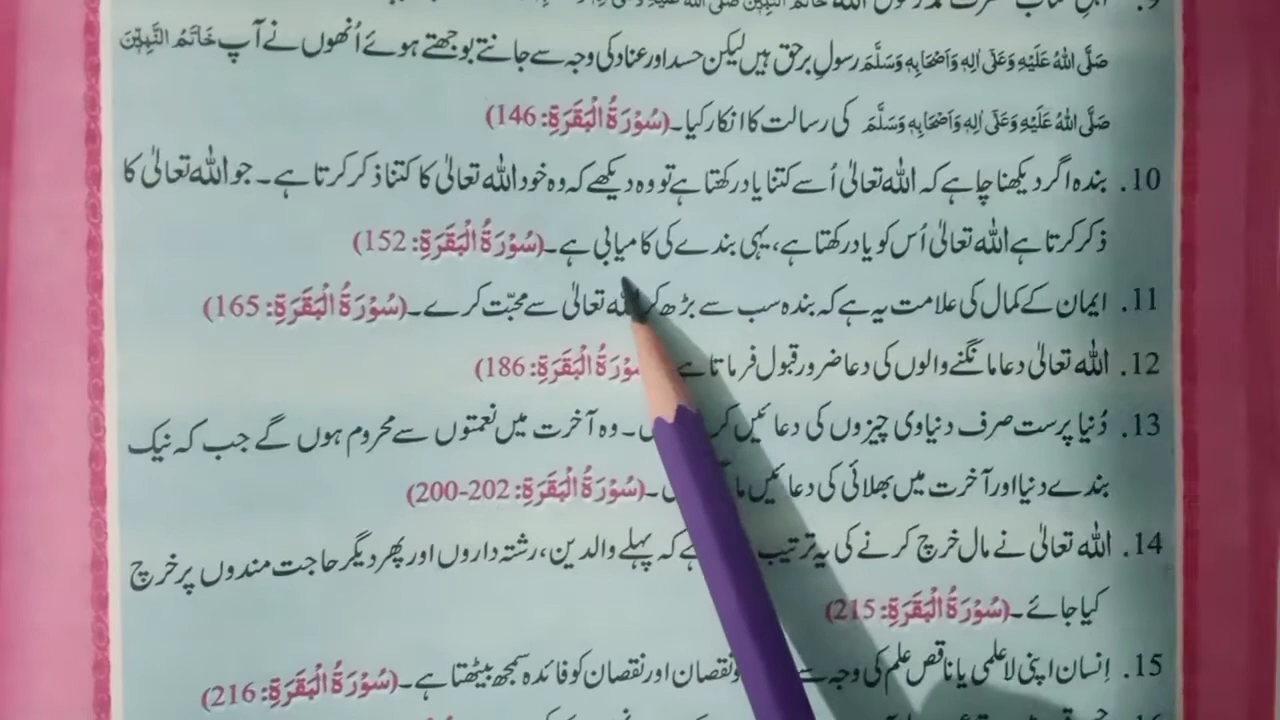 صَلَّی اللہُ عَلَیْہِ وَعَلٰٓی اٰلِہٖ وَاَصْحَابِہٖ وَسَلَّمَ رسولِ برحق ہیں لیکن حسد اور عناد کی وجہ سے جانتے بوجھتے ہوئے اُنھوں نے آپ خَاتَمُ النَّبِیّٖنَ
صَلَّی اللہُ عَلَیْہِ وَعَلٰٓی اٰلِہٖ وَاَصْحَابِہٖ وَسَلَّمَ کی رسالت کا انکار کیا۔ (سُوْرَۃُ الْبَقَرَۃِ: 146)
10. بندہ اگر دیکھنا چاہے کہ اللہ تعالیٰ اُسے کتنا یاد رکھتا ہے تو وہ دیکھے کہ وہ خود اللہ تعالیٰ کا کتنا ذکر کرتا ہے۔ جو اللہ تعالیٰ کا
ذکر کرتا ہے اللہ تعالیٰ اُس کو یاد رکھتا ہے، یہی بندے کی کامیابی ہے۔ (سُوْرَۃُ الْبَقَرَۃِ: 152)
11. ایمان کے کمال کی علامت یہ ہے کہ بندہ سب سے بڑھ کر اللہ تعالیٰ سے محبّت کرے۔ (سُوْرَۃُ الْبَقَرَۃِ: 165)
12. اللہ تعالیٰ دعا مانگنے والوں کی دعا ضرور قبول فرماتا ہے سُوْرَۃُ الْبَقَرَۃِ: 186)
13. دُنیا پرست صرف دنیاوی چیزوں کی دعائیں ۔ وہ آخرت میں نعمتوں سے محروم ہوں گے جب کہ نیک
بندے دنیا اور آخرت میں بھلائی کی دعائیں ۔ (سُوْرَۃُ الْبَقَرَۃِ: 202-200)
14. اللہ تعالیٰ نے مال خرچ کرنے کی یہ ترتیب ہے کہ پہلے والدین، رشتہ داروں اور پھر دیگر حاجت مندوں پر خرچ
کیا جائے۔ (سُوْرَۃُ الْبَقَرَۃِ: 215)
15. اِنسان اپنی لاعلمی یا ناقص علم کی وجہ سے نقصان اور نقصان کو فائدہ سمجھ بیٹھتا ہے۔ (سُوْرَۃُ الْبَقَرَۃِ: 216)